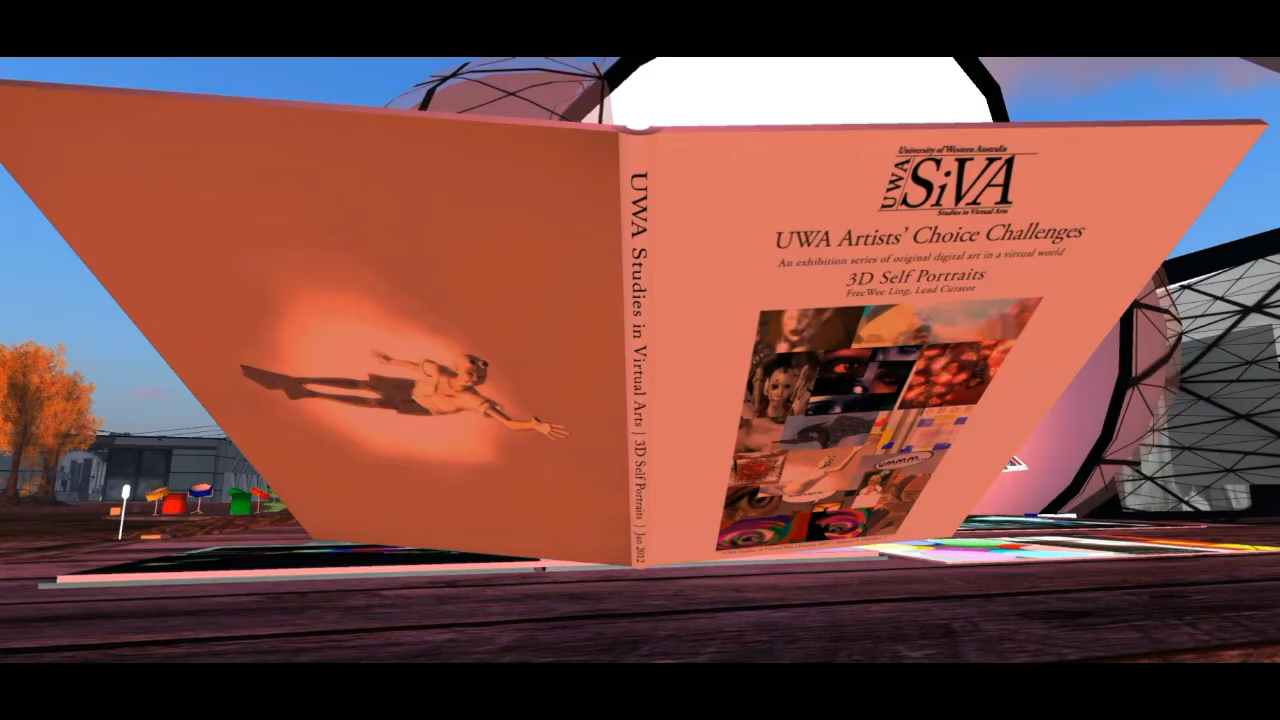 UWA Studies in Virtual Arts | 3D Self Portraits | Jan 2012
University of Western Australia
UWA
SiVA
Studies in Virtual Arts
UWA Artists' Choice Challenges
An exhibition series of original digital art in a virtual world
3D Self Portraits
FreeWee Ling, Lead Curator
ummm...